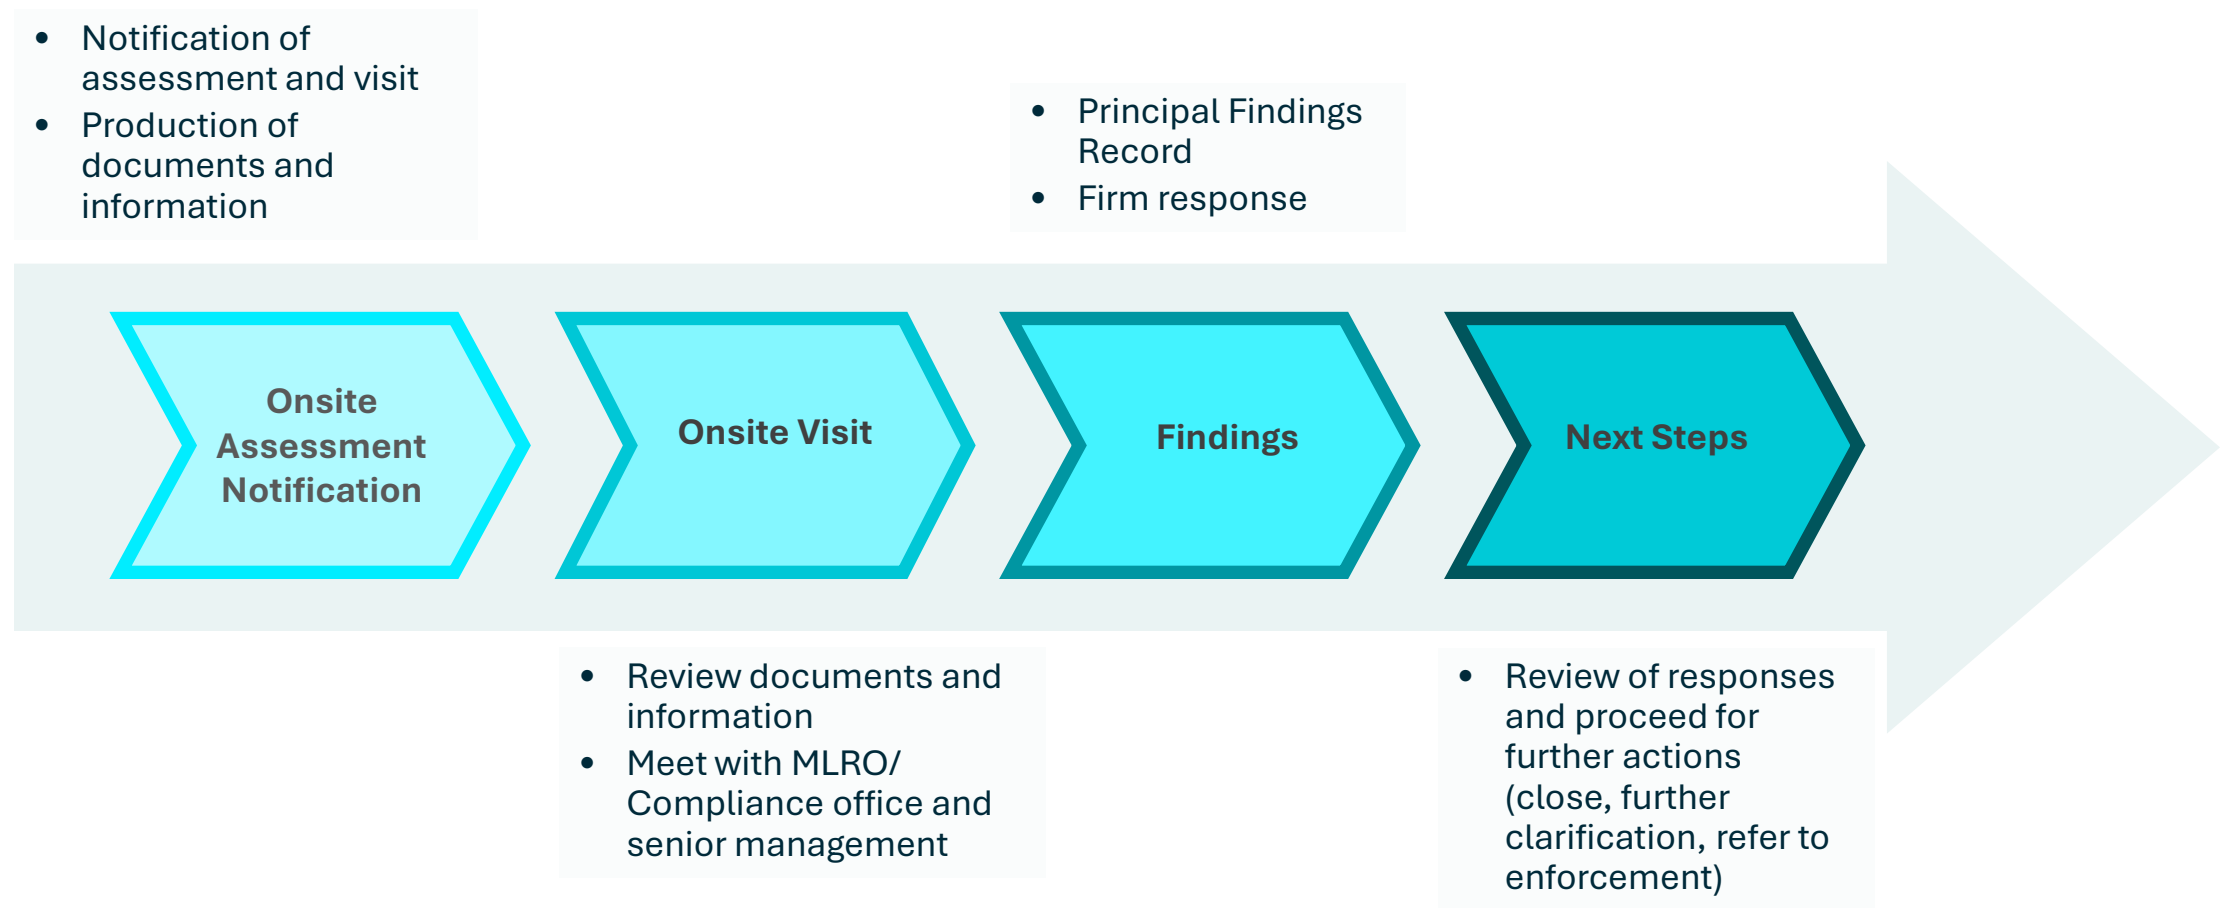 • Notification of
assessment and visit
• Production of
documents and
information
• Principal Findings
Record
• Firm response
Onsite
Assessment
Notification
Onsite Visit
Findings
Next Steps
• Review documents and
information
• Meet with MLRO/
Compliance office and
senior management
• Review of responses
and proceed for
further actions
(close, further
clarification, refer to
enforcement)